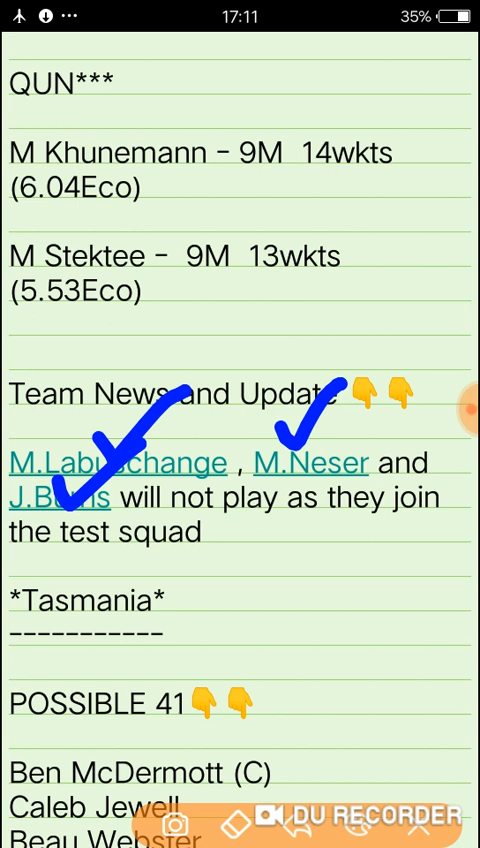 17:11
35%
QUN***
M Khunemann - 9M 14wkts
(6.04Eco)
M Stektee - 9M 13wkts
(5.53Eco)
Team News and Update 👇👇
M.Labuschange , M.Neser and
J.Burns will not play as they join
the test squad
*Tasmania*
-----------
POSSIBLE 41👇👇
Ben McDermott (C)
Caleb Jewell
Beau Webster
DU RECORDER